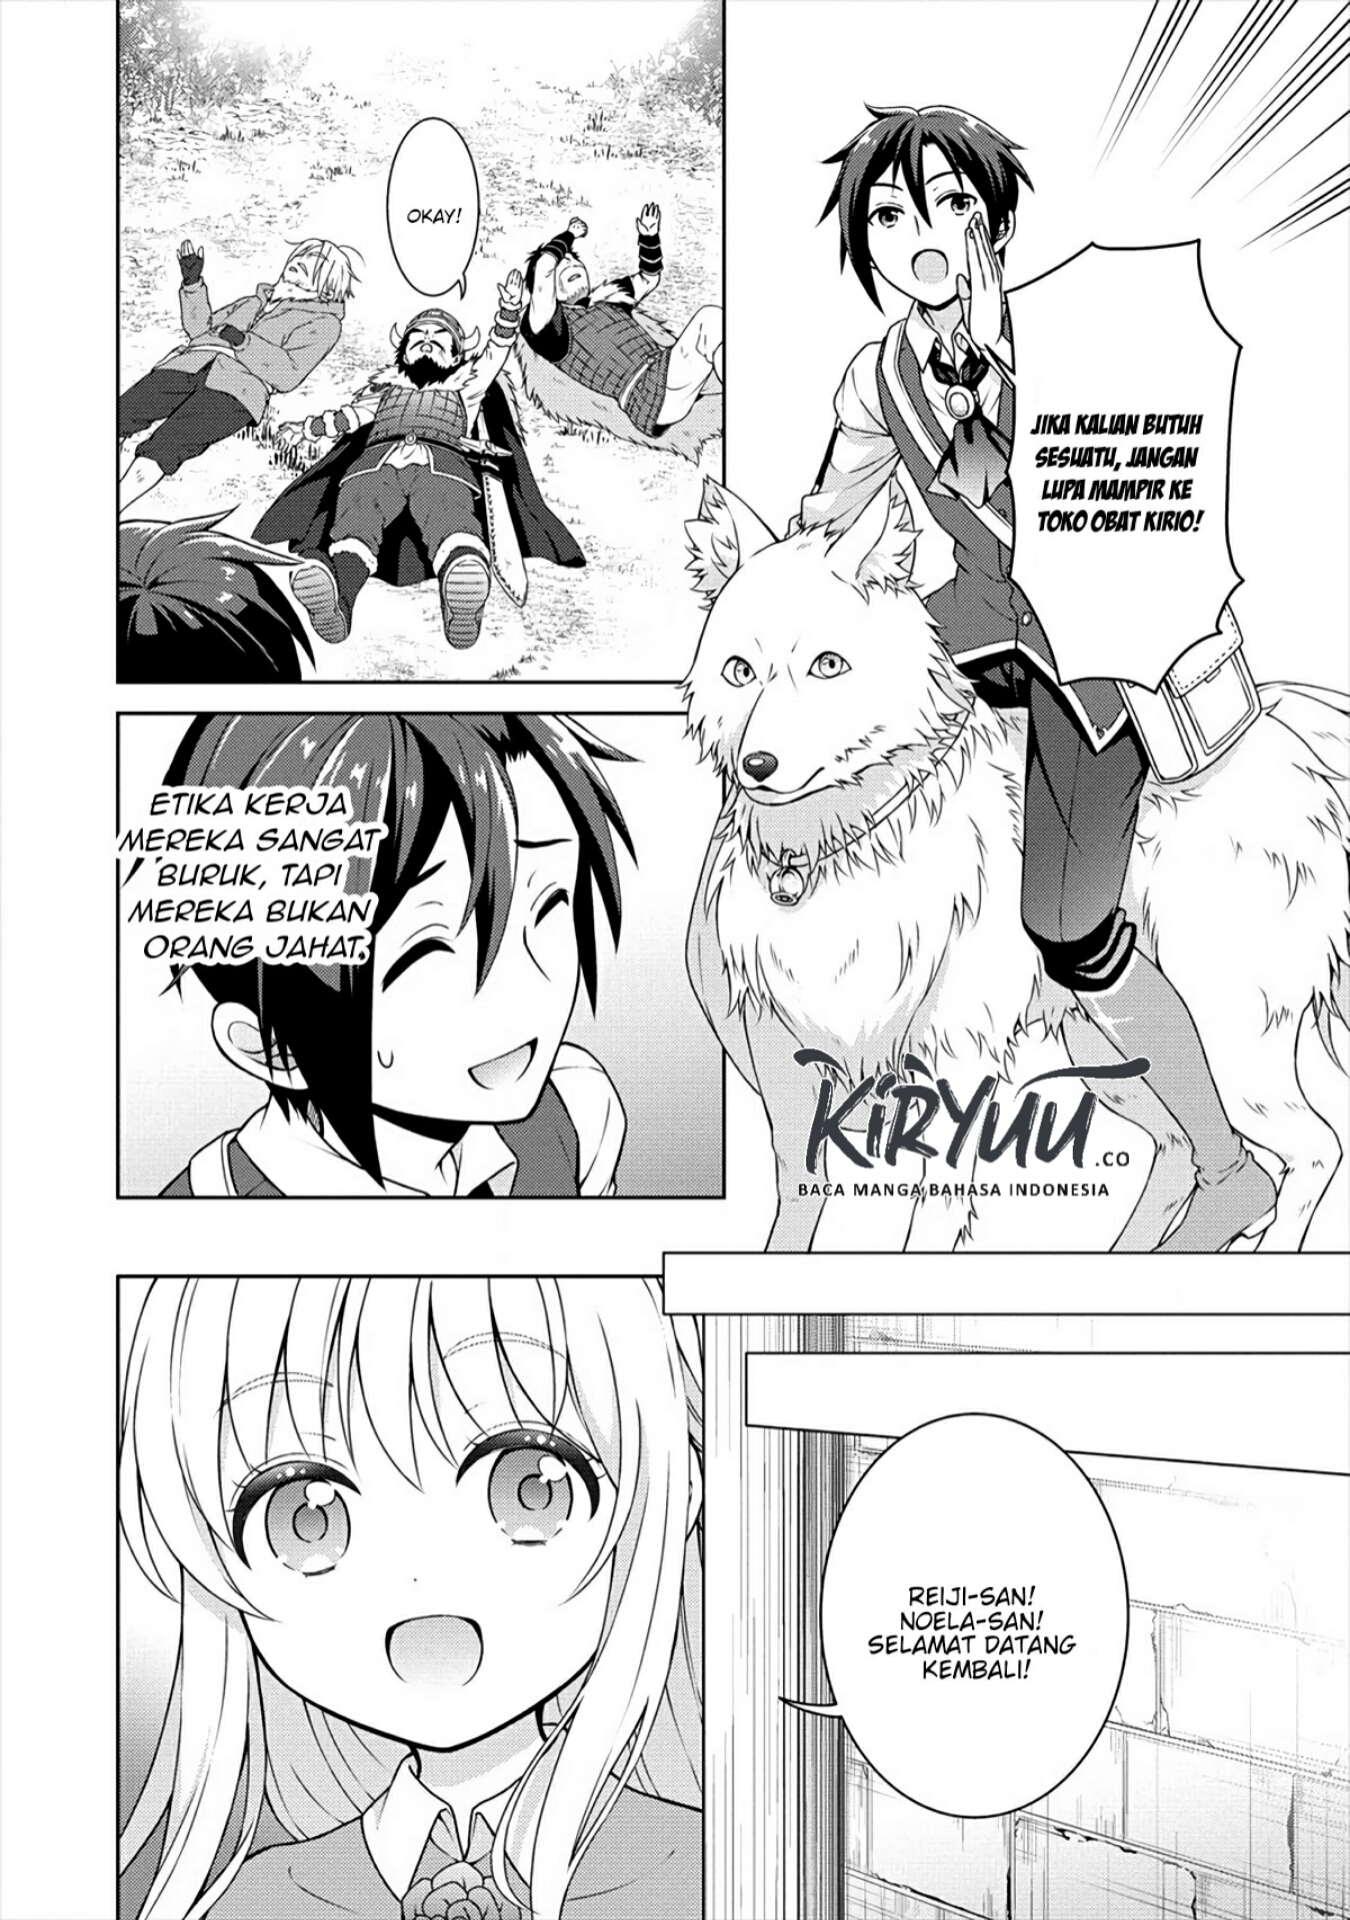 JIKA KALIAN BUTUH
SESUATU, JANGAN
LUPA MAMPIR KE
TOKO OBAT KIRIO!
OKAY!
ETIKA KERJA
MEREKA SANGAT
BURUK, TAPI
MEREKA BUKAN
ORANG JAHAT.
KIRYUU.CO
BACA MANGA BAHASA INDONESIA
REIJI-SAN!
NOELA-SAN!
SELAMAT DATANG
KEMBALI!